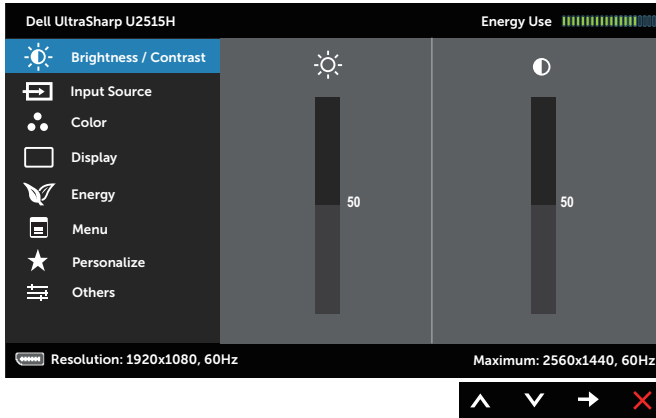 Dell UltraSharp U2515H
Energy Use
Brightness / Contrast
Input Source
Color
Display
Energy
Menu
Personalize
Others
50
50
Resolution: 1920x1080, 60Hz
Maximum: 2560x1440, 60Hz